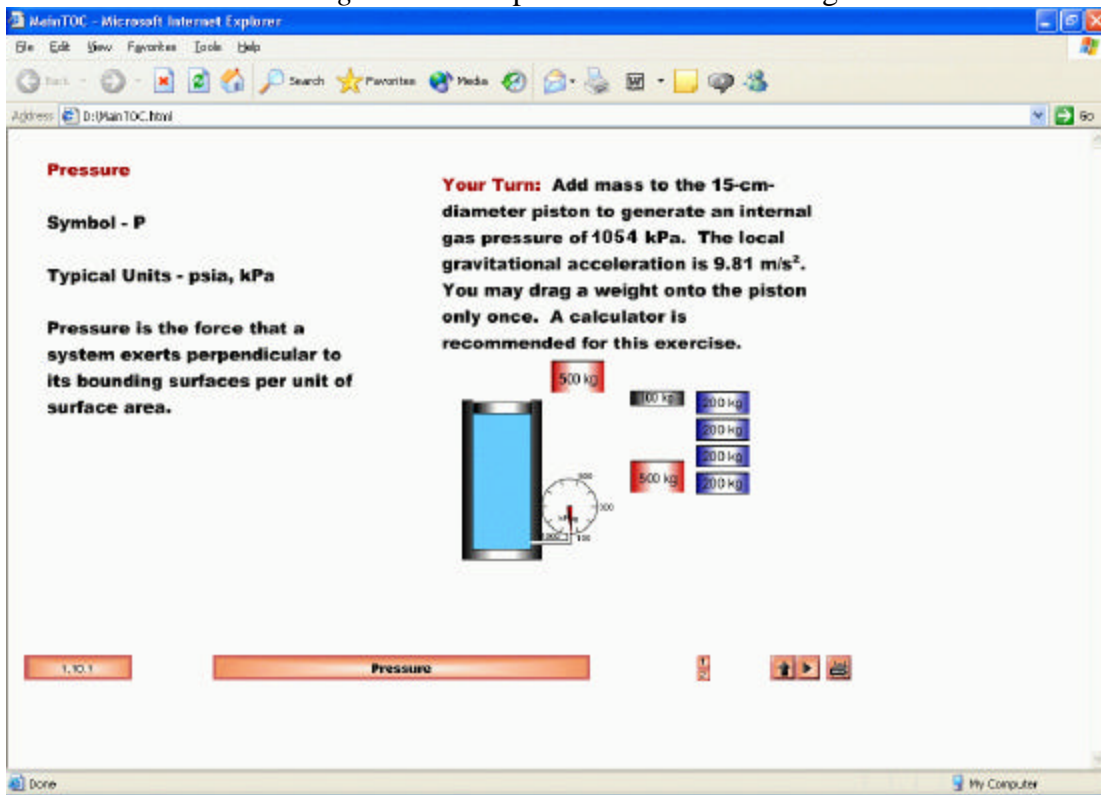 MainTOC - Microsoft Internet Explorer
File Edit View Favorites Tools Help
Back Search Favorites Media
Address D:\MainTOC.html Go
Pressure
Symbol - P
Typical Units - psia, kPa
Pressure is the force that a
system exerts perpendicular to
its bounding surfaces per unit of
surface area.
Your Turn: Add mass to the 15-cm-
diameter piston to generate an internal
gas pressure of 1054 kPa. The local
gravitational acceleration is 9.81 m/s².
You may drag a weight onto the piston
only once. A calculator is
recommended for this exercise.
500 kg
100 kg
200 kg
200 kg
200 kg
500 kg
200 kg
1.10.1
Pressure
1
2
Done
My Computer